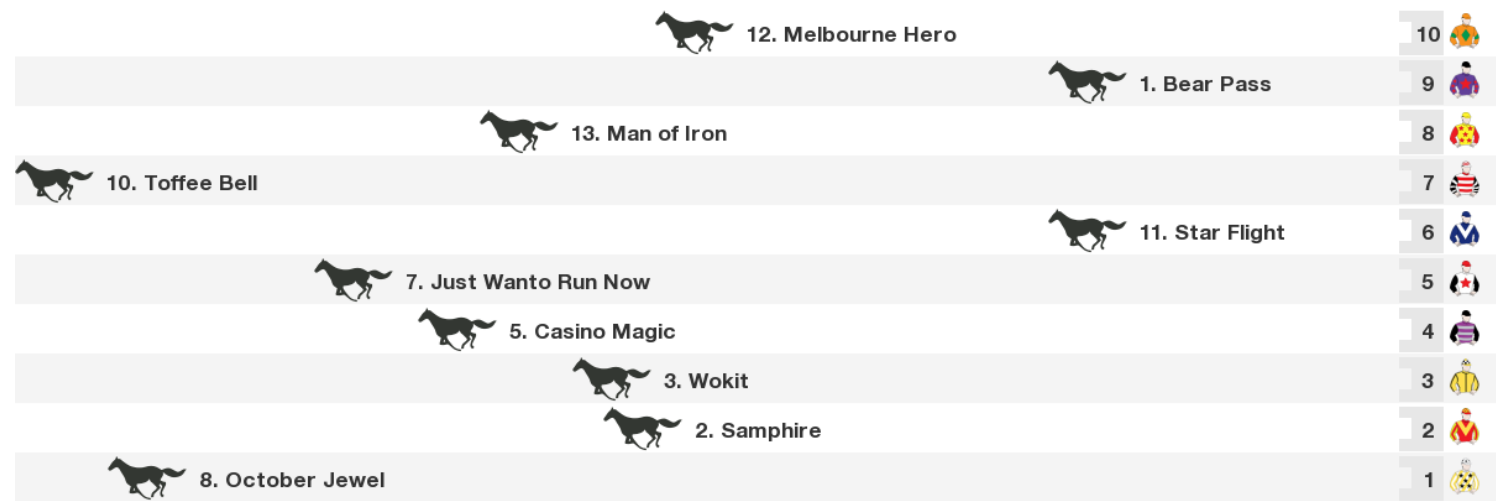 12. Melbourne Hero 10
1. Bear Pass 9
13. Man of Iron 8
10. Toffee Bell 7
11. Star Flight 6
7. Just Wanto Run Now 5
5. Casino Magic 4
3. Wokit 3
2. Samphire 2
8. October Jewel 1